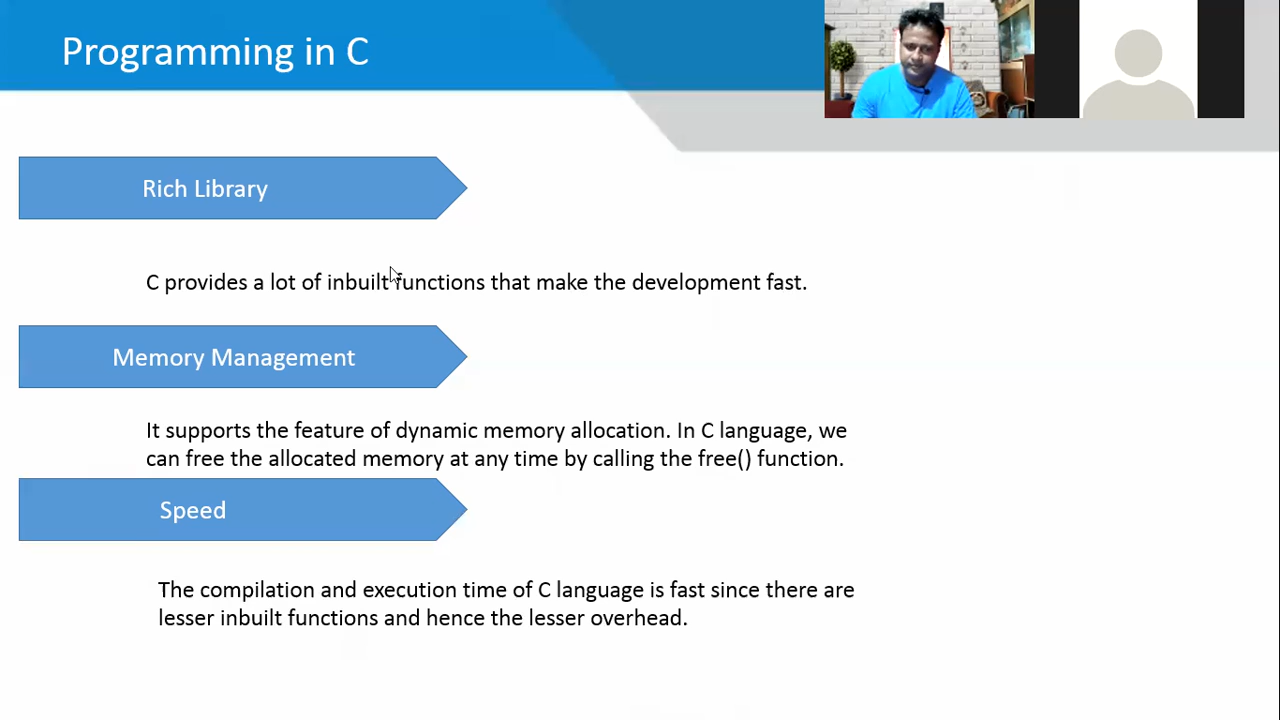 Programming in C
Rich Library
C provides a lot of inbuilt functions that make the development fast.
Memory Management
It supports the feature of dynamic memory allocation. In C language, we
can free the allocated memory at any time by calling the free() function.
Speed
The compilation and execution time of C language is fast since there are
lesser inbuilt functions and hence the lesser overhead.